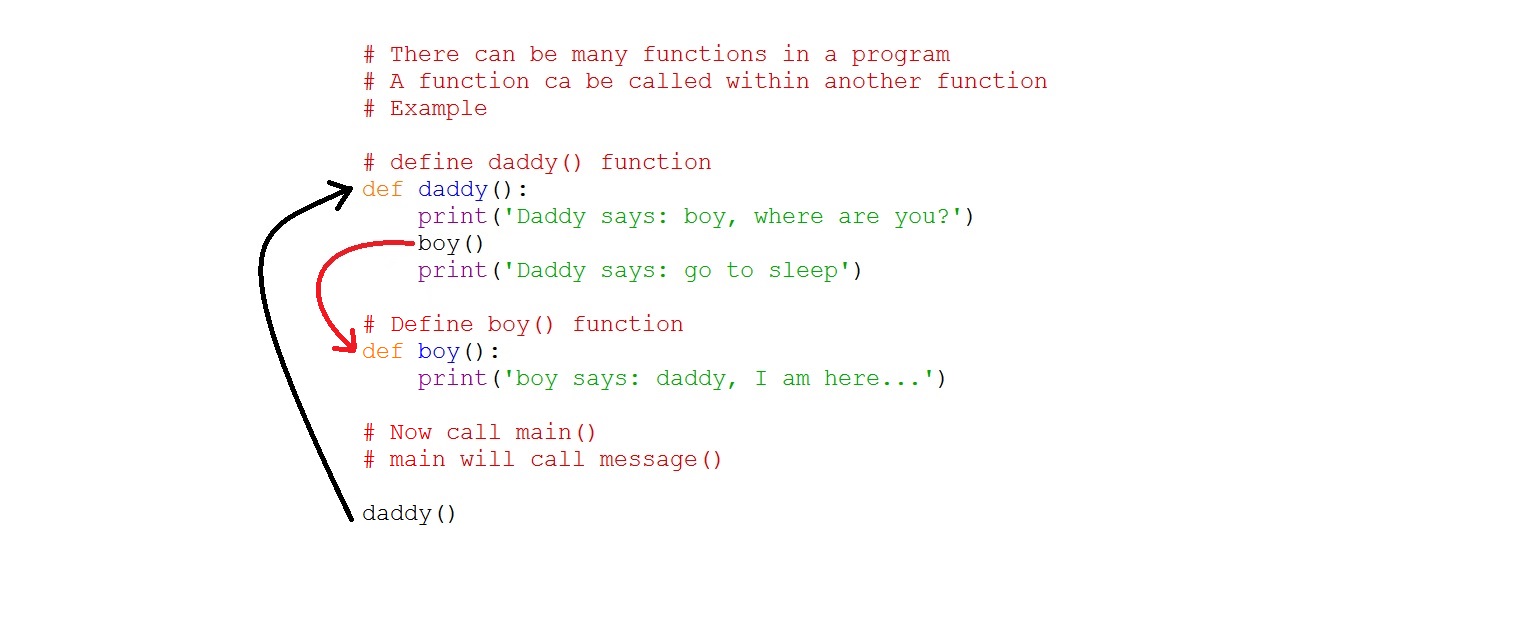 # There can be many functions in a program
# A function ca be called within another function
# Example
# define daddy() function
def daddy():
    print('Daddy says: boy, where are you?')
    boy()
    print('Daddy says: go to sleep')
# Define boy() function
def boy():
    print('boy says: daddy, I am here...')
# Now call main()
# main will call message()
daddy()